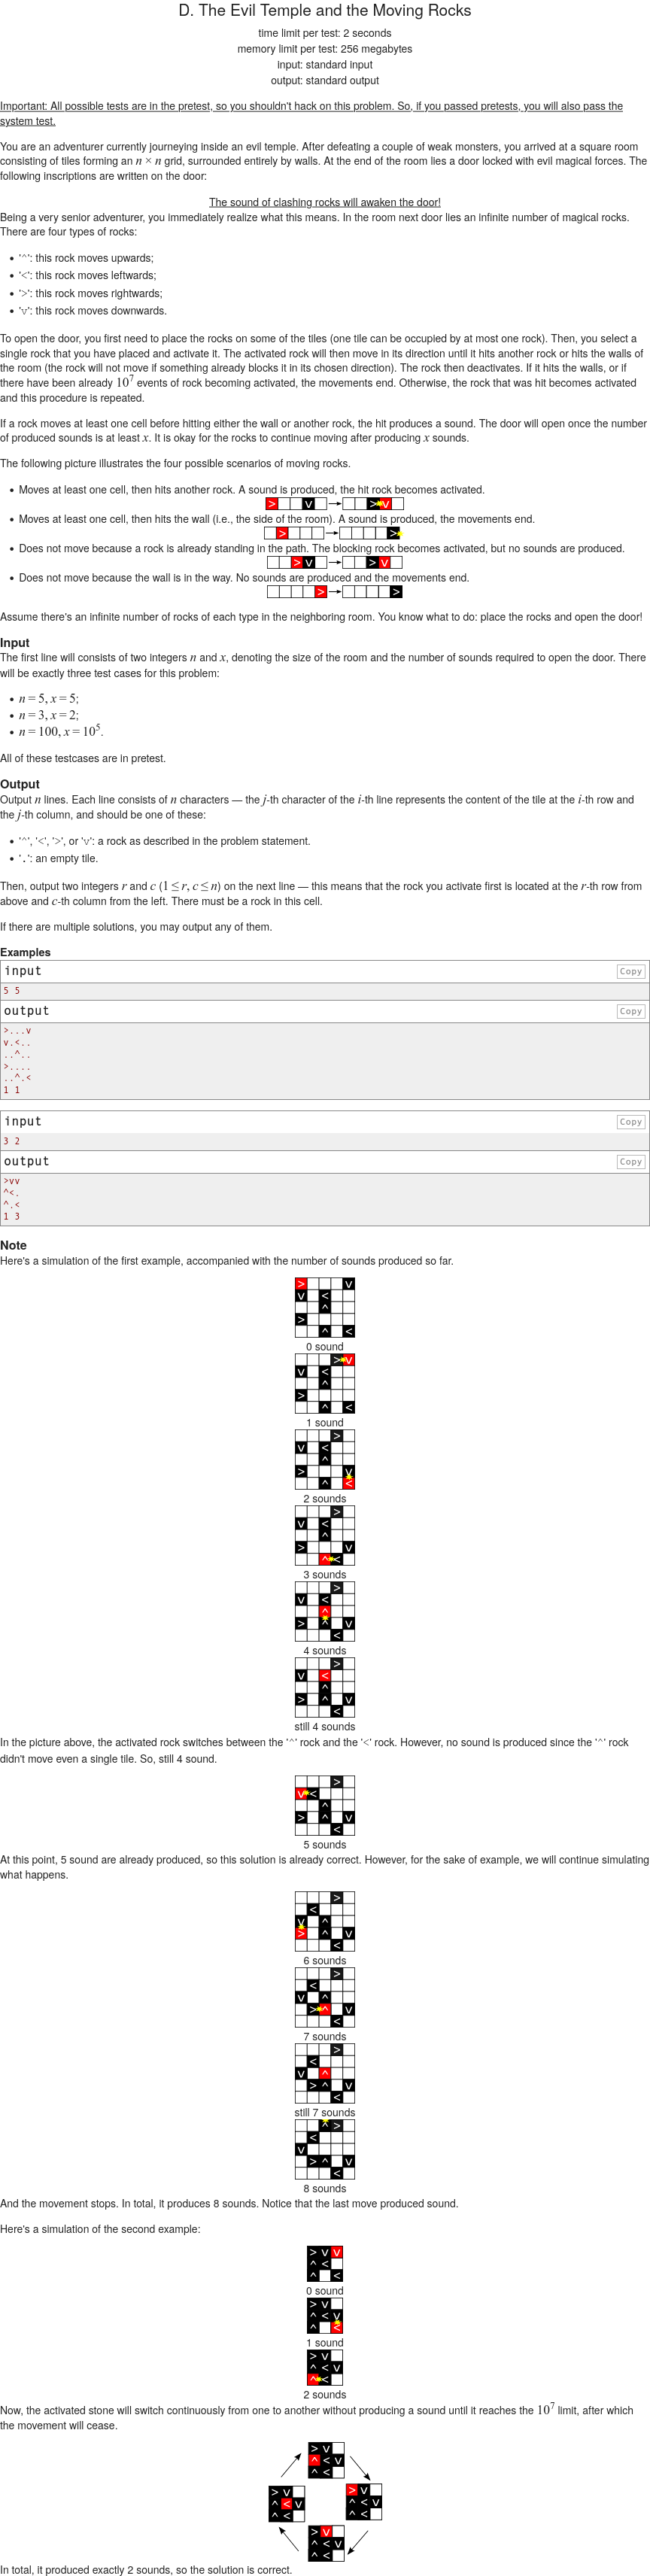 D. The Evil Temple and the Moving Rocks
time limit per test: 2 seconds
memory limit per test: 256 megabytes
input: standard input
output: standard output
Important: All possible tests are in the pretest, so you shouldn't hack on this problem. So, if you passed pretests, you will also pass the
system test.
You are an adventurer currently journeying inside an evil temple. After defeating a couple of weak monsters, you arrived at a square room
consisting of tiles forming an n × n grid, surrounded entirely by walls. At the end of the room lies a door locked with evil magical forces. The
following inscriptions are written on the door:
The sound of clashing rocks will awaken the door!
Being a very senior adventurer, you immediately realize what this means. In the room next door lies an infinite number of magical rocks.
There are four types of rocks:
• '^': this rock moves upwards;
• '<': this rock moves leftwards;
• '>': this rock moves rightwards;
• 'v': this rock moves downwards.
To open the door, you first need to place the rocks on some of the tiles (one tile can be occupied by at most one rock). Then, you select a
single rock that you have placed and activate it. The activated rock will then move in its direction until it hits another rock or hits the walls of
the room (the rock will not move if something already blocks it in its chosen direction). The rock then deactivates. If it hits the walls, or if
there have been already 10^7 events of rock becoming activated, the movements end. Otherwise, the rock that was hit becomes activated
and this procedure is repeated.
If a rock moves at least one cell before hitting either the wall or another rock, the hit produces a sound. The door will open once the number
of produced sounds is at least x. It is okay for the rocks to continue moving after producing x sounds.
The following picture illustrates the four possible scenarios of moving rocks.
• Moves at least one cell, then hits another rock. A sound is produced, the hit rock becomes activated.
> v > v
• Moves at least one cell, then hits the wall (i.e., the side of the room). A sound is produced, the movements end.
> >
• Does not move because a rock is already standing in the path. The blocking rock becomes activated, but no sounds are produced.
> v > v
• Does not move because the wall is in the way. No sounds are produced and the movements end.
> >
Assume there's an infinite number of rocks of each type in the neighboring room. You know what to do: place the rocks and open the door!
Input
The first line will consists of two integers n and x, denoting the size of the room and the number of sounds required to open the door. There
will be exactly three test cases for this problem:
• n = 5, x = 5;
• n = 3, x = 2;
• n = 100, x = 10^5.
All of these testcases are in pretest.
Output
Output n lines. Each line consists of n characters — the j-th character of the i-th line represents the content of the tile at the i-th row and
the j-th column, and should be one of these:
• '^', '<', '>', or 'v': a rock as described in the problem statement.
• '.': an empty tile.
Then, output two integers r and c (1 ≤ r, c ≤ n) on the next line — this means that the rock you activate first is located at the r-th row from
above and c-th column from the left. There must be a rock in this cell.
If there are multiple solutions, you may output any of them.
Examples
input
Copy
5 5
output
Copy
>...v
v.<..
..^..
>....
..^.<
1 1
input
Copy
3 2
output
Copy
>vv
^<.
^.<
1 3
Note
Here's a simulation of the first example, accompanied with the number of sounds produced so far.
0 sound
1 sound
2 sounds
3 sounds
4 sounds
still 4 sounds
In the picture above, the activated rock switches between the '^' rock and the '<' rock. However, no sound is produced since the '^' rock
didn't move even a single tile. So, still 4 sound.
5 sounds
At this point, 5 sound are already produced, so this solution is already correct. However, for the sake of example, we will continue simulating
what happens.
6 sounds
7 sounds
still 7 sounds
8 sounds
And the movement stops. In total, it produces 8 sounds. Notice that the last move produced sound.
Here's a simulation of the second example:
0 sound
1 sound
2 sounds
Now, the activated stone will switch continuously from one to another without producing a sound until it reaches the 10^7 limit, after which
the movement will cease.
In total, it produced exactly 2 sounds, so the solution is correct.